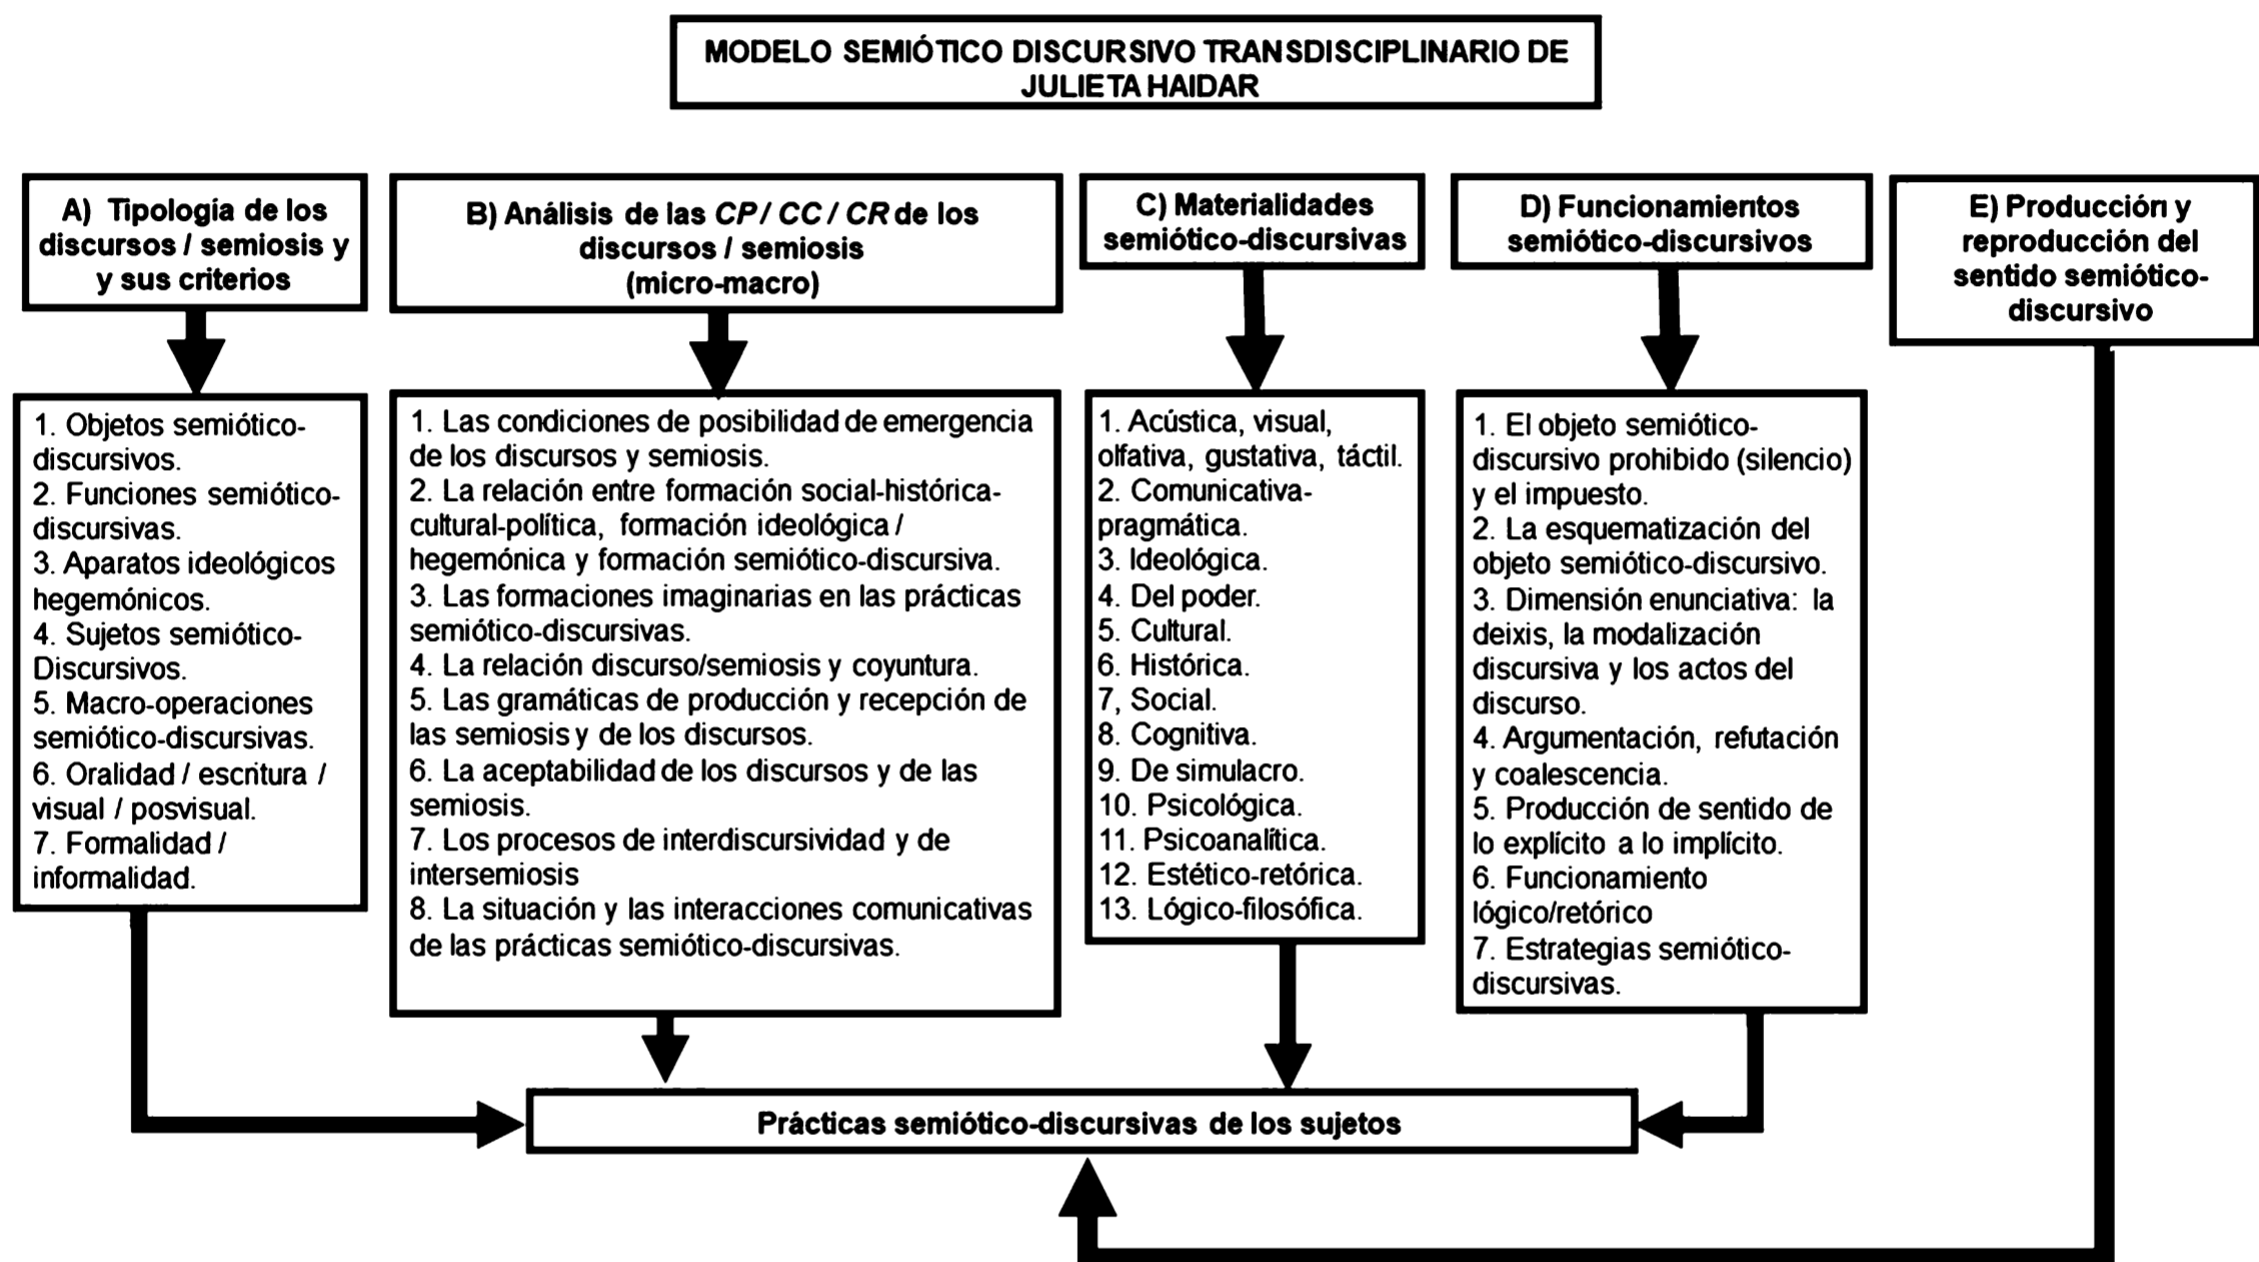 MODELO SEMIÓTICO DISCURSIVO TRANSDISCIPLINARIO DE
JULIETA HAIDAR
A) Tipología de los
discursos / semiosis y
y sus criterios
B) Análisis de las CP / CC / CR de los
discursos / semiosis
(micro-macro)
C) Materialidades
semiótico-discursivas
D) Funcionamientos
semiótico-discursivos
E) Producción y
reproducción del
sentido semiótico-
discursivo
1. Objetos semiótico-
discursivos.
2. Funciones semiótico-
discursivas.
3. Aparatos ideológicos
hegemónicos.
4. Sujetos semiótico-
Discursivos.
5. Macro-operaciones
semiótico-discursivas.
6. Oralidad / escritura /
visual / posvisual.
7. Formalidad /
informalidad.
1. Las condiciones de posibilidad de emergencia
de los discursos y semiosis.
2. La relación entre formación social-histórica-
cultural-política, formación ideológica /
hegemónica y formación semiótico-discursiva.
3. Las formaciones imaginarias en las prácticas
semiótico-discursivas.
4. La relación discurso/semiosis y coyuntura.
5. Las gramáticas de producción y recepción de
las semiosis y de los discursos.
6. La aceptabilidad de los discursos y de las
semiosis.
7. Los procesos de interdiscursividad y de
intersemiosis
8. La situación y las interacciones comunicativas
de las prácticas semiótico-discursivas.
1. Acústica, visual,
olfativa, gustativa, táctil.
2. Comunicativa-
pragmática.
3. Ideológica.
4. Del poder.
5. Cultural.
6. Histórica.
7, Social.
8. Cognitiva.
9. De simulacro.
10. Psicológica.
11. Psicoanalítica.
12. Estético-retórica.
13. Lógico-filosófica.
1. El objeto semiótico-
discursivo prohibido (silencio)
y el impuesto.
2. La esquematización del
objeto semiótico-discursivo.
3. Dimensión enunciativa: la
deixis, la modalización
discursiva y los actos del
discurso.
4. Argumentación, refutación
y coalescencia.
5. Producción de sentido de
lo explícito a lo implícito.
6. Funcionamiento
lógico/retórico
7. Estrategias semiótico-
discursivas.
Prácticas semiótico-discursivas de los sujetos